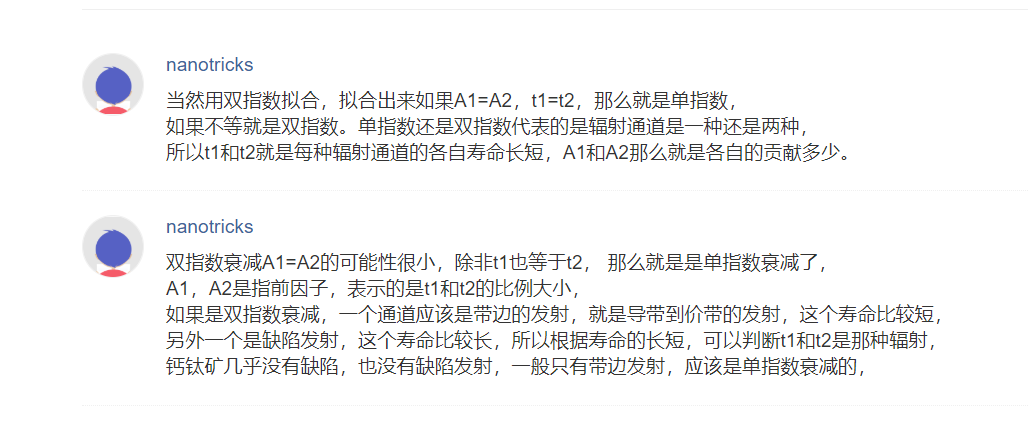 nanotricks
当然用双指数拟合，拟合出来如果A1=A2，t1=t2，那么就是单指数，
如果不等就是双指数。单指数还是双指数代表的是辐射通道是一种还是两种，
所以t1和t2就是每种辐射通道的各自寿命长短，A1和A2那么就是各自的贡献多少。
nanotricks
双指数衰减A1=A2的可能性很小，除非t1也等于t2， 那么就是是单指数衰减了，
A1，A2是指前因子，表示的是t1和t2的比例大小，
如果是双指数衰减，一个通道应该是带边的发射，就是导带到价带的发射，这个寿命比较短，
另外一个是缺陷发射，这个寿命比较长，所以根据寿命的长短，可以判断t1和t2是那种辐射，
钙钛矿几乎没有缺陷，也没有缺陷发射，一般只有带边发射，应该是单指数衰减的，